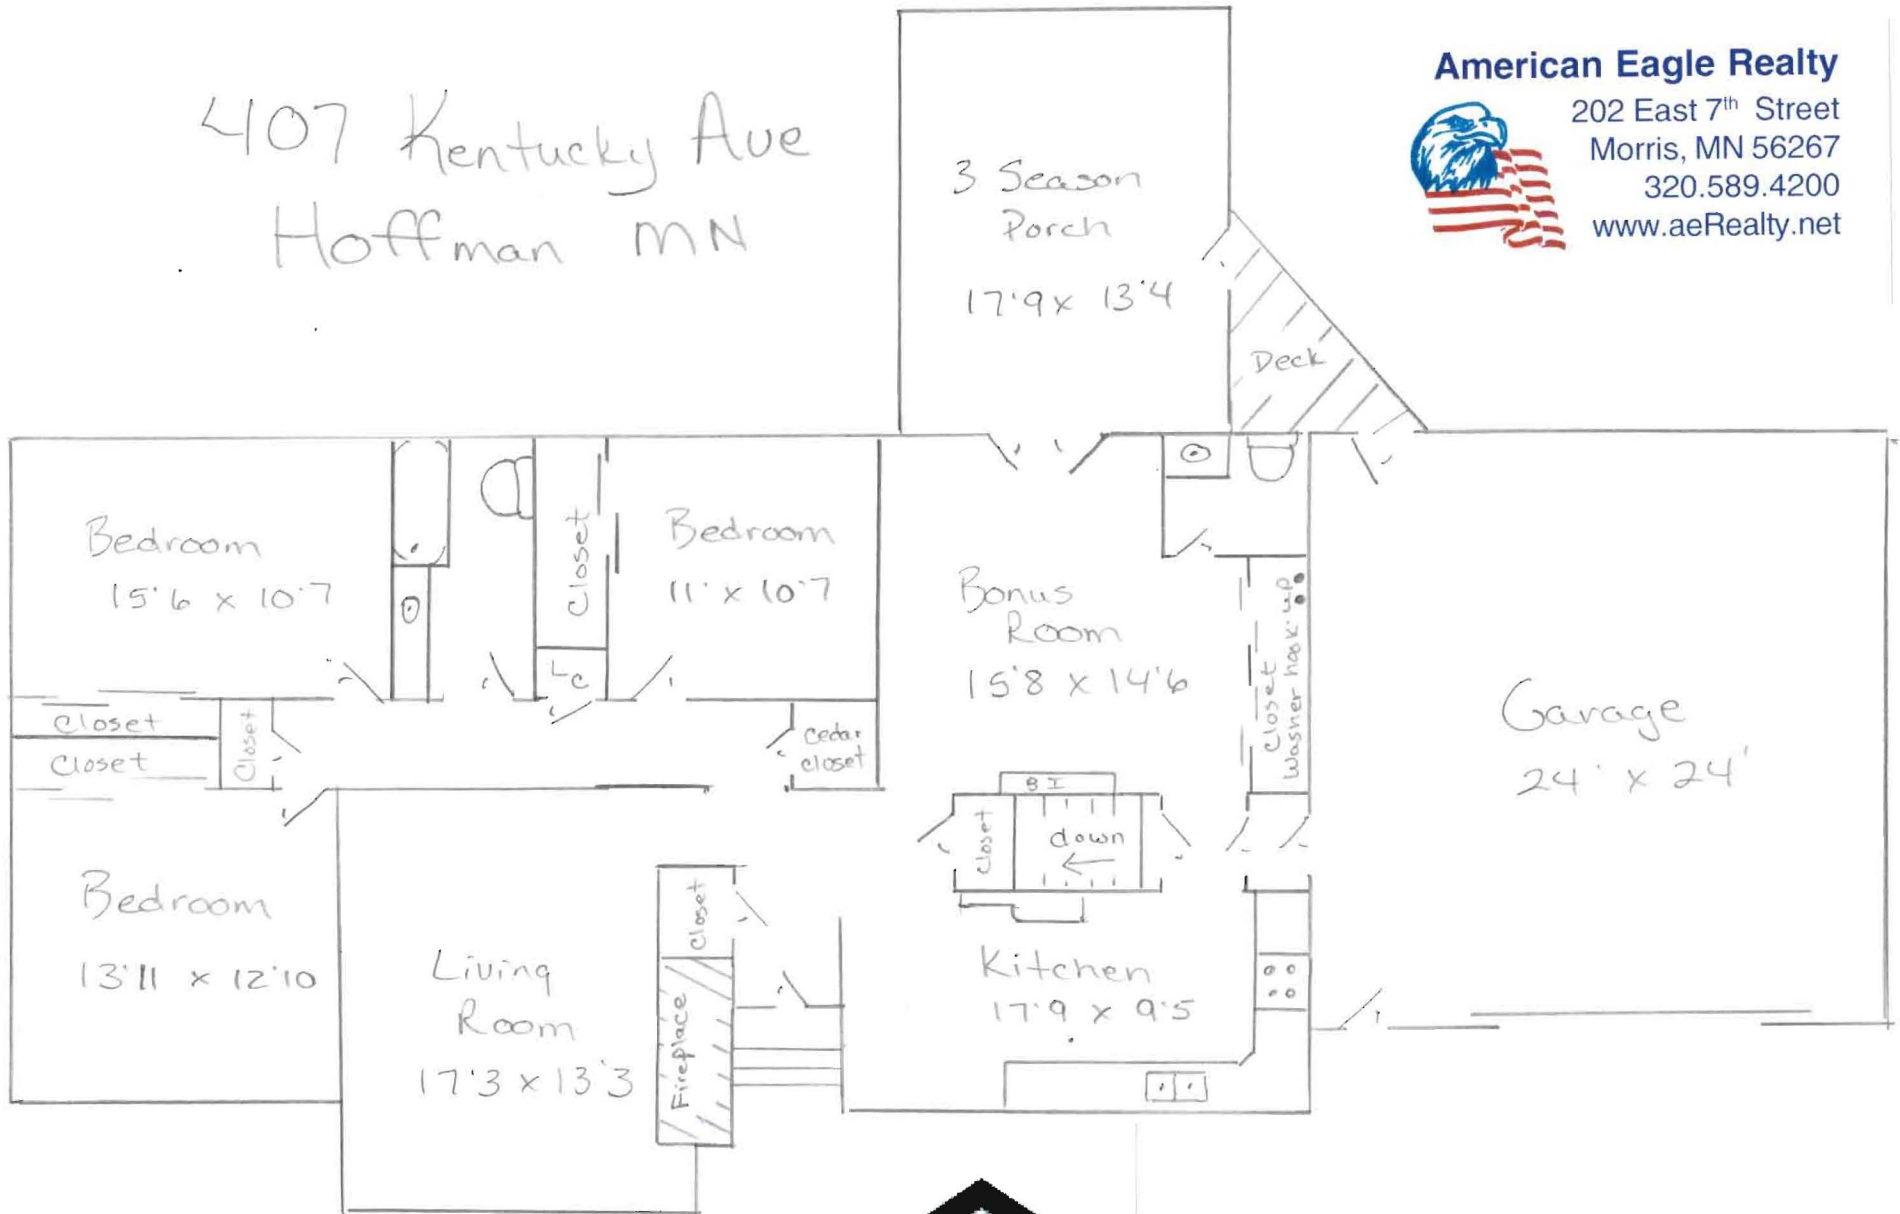 407 Kentucky Ave
Hoffman MN
American Eagle Realty
202 East 7th Street
Morris, MN 56267
320.589.4200
www.aeRealty.net
3 Season
Porch
17'9 x 13'4
Deck
Bedroom
15'6 x 10'7
Closet
LC
Bedroom
11' x 10'7
Bonus
Room
15'8 x 14'6
Closet
Washer hook-up
Garage
24' x 24'
Closet
Closet
Closet
Cedar
closet
BI
Closet
down
Bedroom
13'11 x 12'10
Living
Room
17'3 x 13'3
Closet
Fireplace
Kitchen
17'9 x 9'5